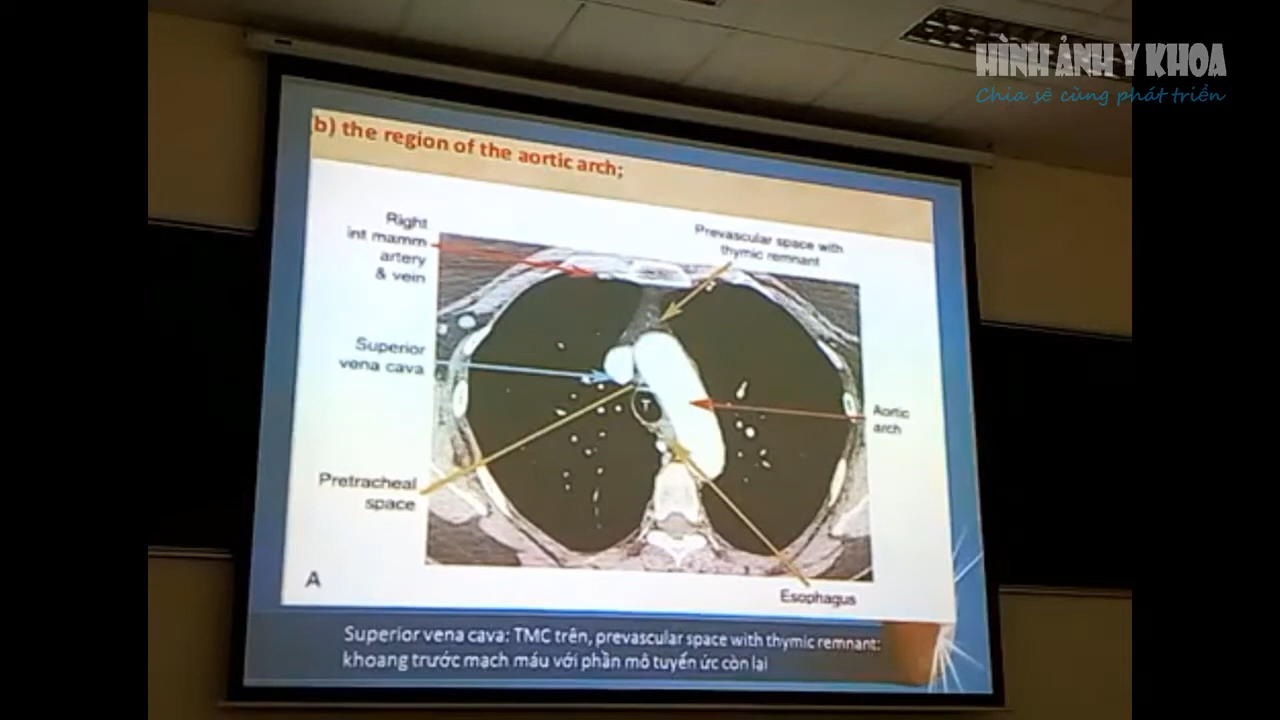 HÌNH ẢNH Y KHOA
Chia sẽ cùng phát triển
b) the region of the aortic arch;
Right
int mamm
artery
& vein
Prevascular space with
thymic remnant
Superior
vena cava
T
Aortic
arch
Pretracheal
space
Esophagus
A
Superior vena cava: TMC trên, prevascular space with thymic remnant:
khoang trước mạch máu với phần mô tuyến ức còn lại